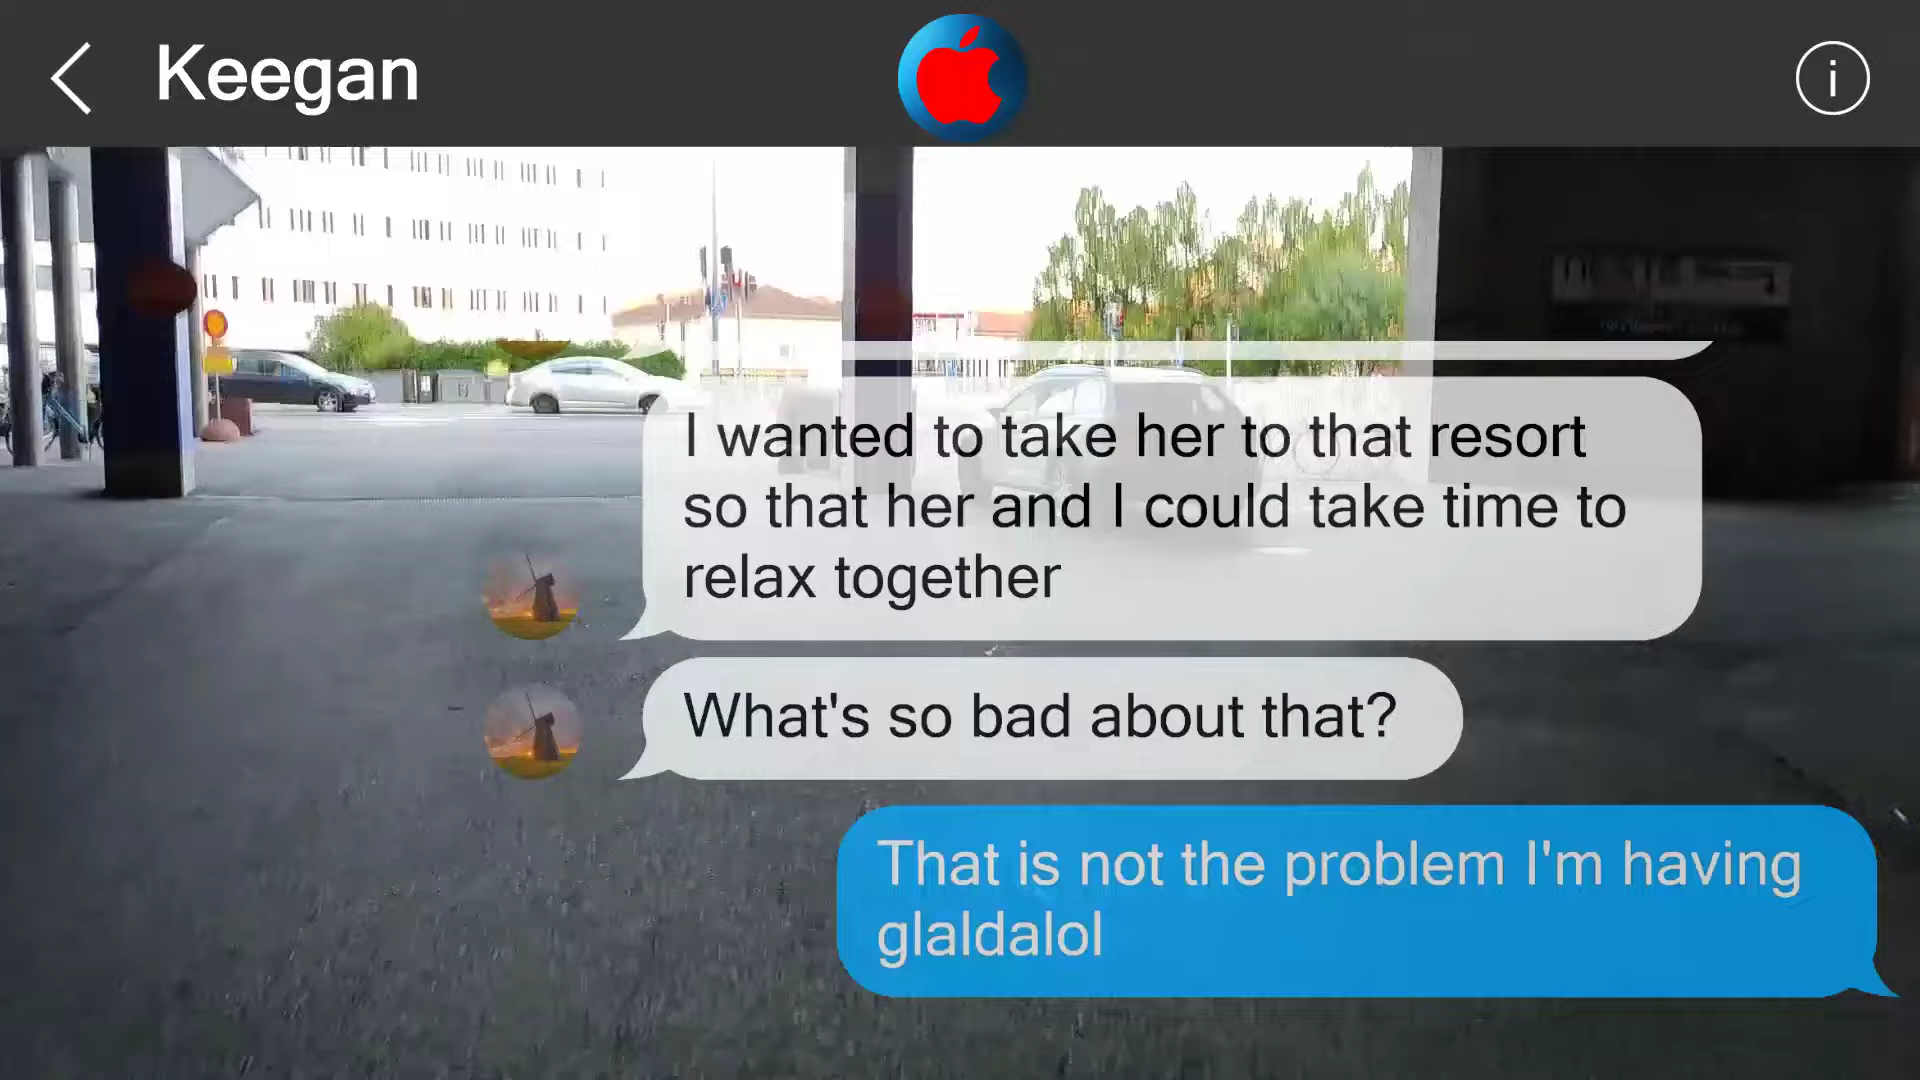 Keegan
I wanted to take her to that resort
so that her and I could take time to
relax together
What's so bad about that?
That is not the problem I'm having
glaldalol